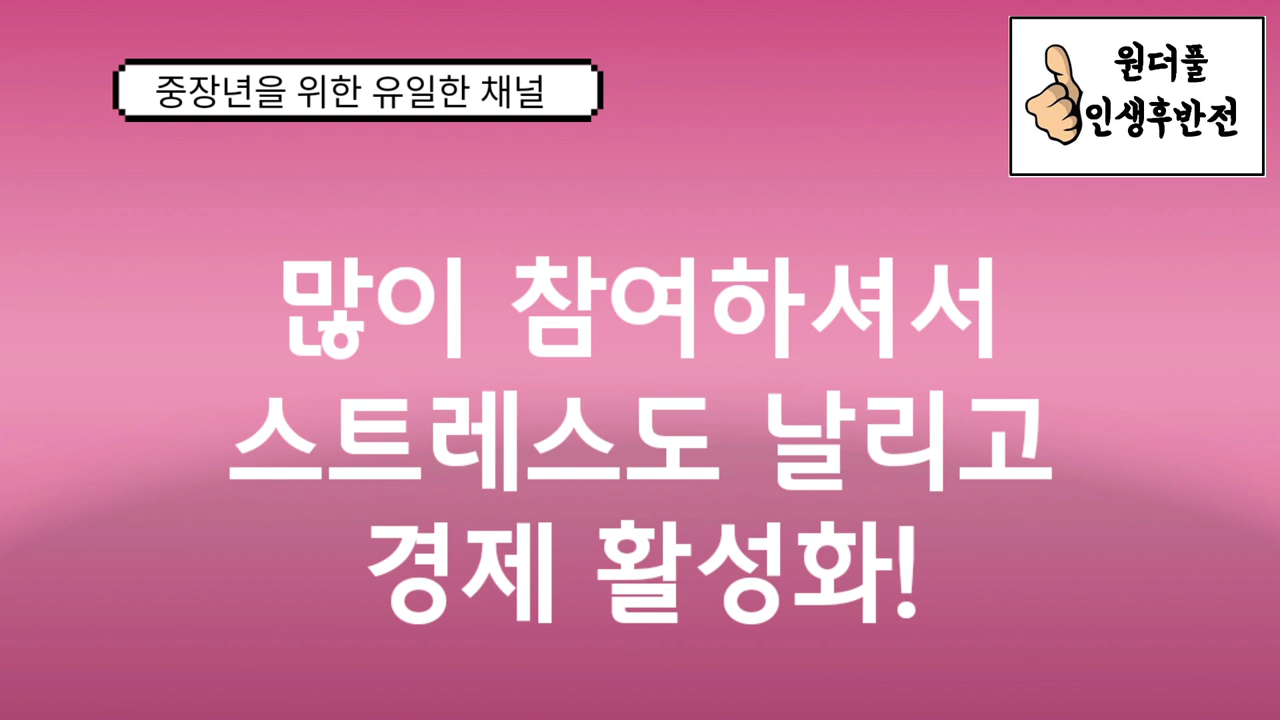 중장년을 위한 유일한 채널
원더풀
인생후반전
많이 참여하셔서
스트레스도 날리고
경제 활성화!